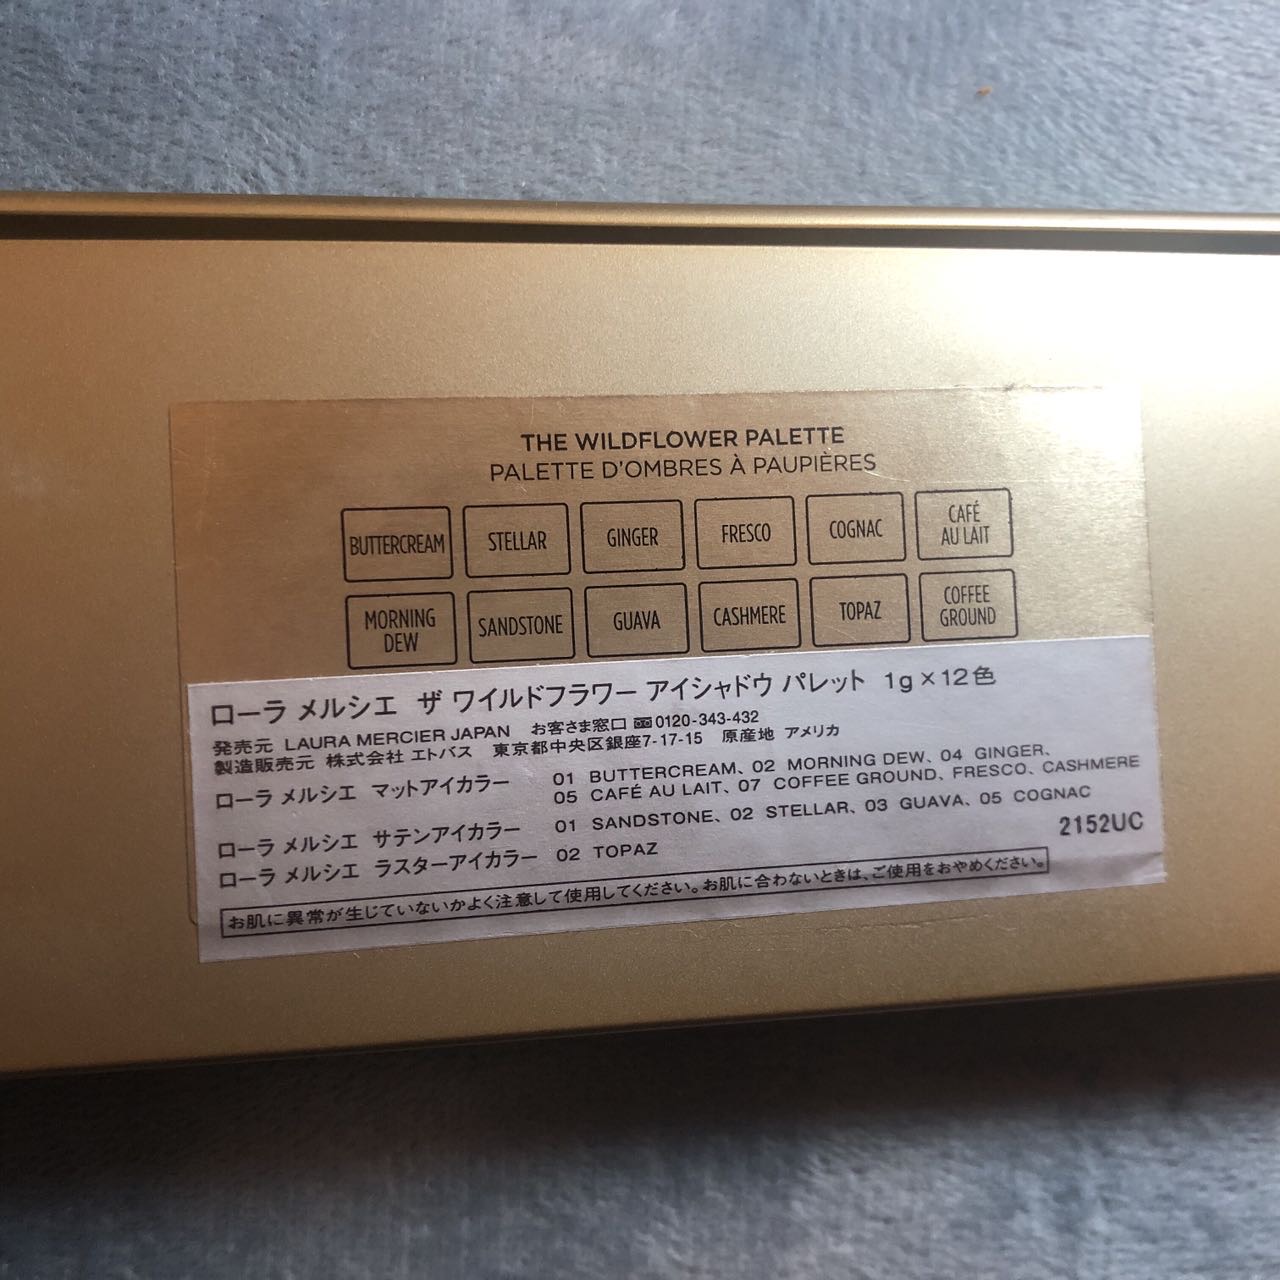 THE WILDFLOWER PALETTE
PALETTE D'OMBRES À PAUPIÈRES
BUTTERCREAM STELLAR GINGER FRESCO COGNAC CAFÉ AU LAIT
MORNING DEW SANDSTONE GUAVA CASHMERE TOPAZ COFFEE GROUND
ローラ メルシエ ザ ワイルドフラワー アイシャドウ パレット 1g×12色
発売元 LAURA MERCIER JAPAN お客さま窓口 0120-343-432
製造販売元 株式会社 エトバス 東京都中央区銀座7-17-15 原産地 アメリカ
ローラ メルシエ マットアイカラー 01 BUTTERCREAM、02 MORNING DEW、04 GINGER、
05 CAFÉ AU LAIT、07 COFFEE GROUND、FRESCO、CASHMERE
ローラ メルシエ サテンアイカラー 01 SANDSTONE、02 STELLAR、03 GUAVA、05 COGNAC
ローラ メルシエ ラスターアイカラー 02 TOPAZ
2152UC
お肌に異常が生じていないかよく注意して使用してください。お肌に合わないときは、ご使用をおやめください。